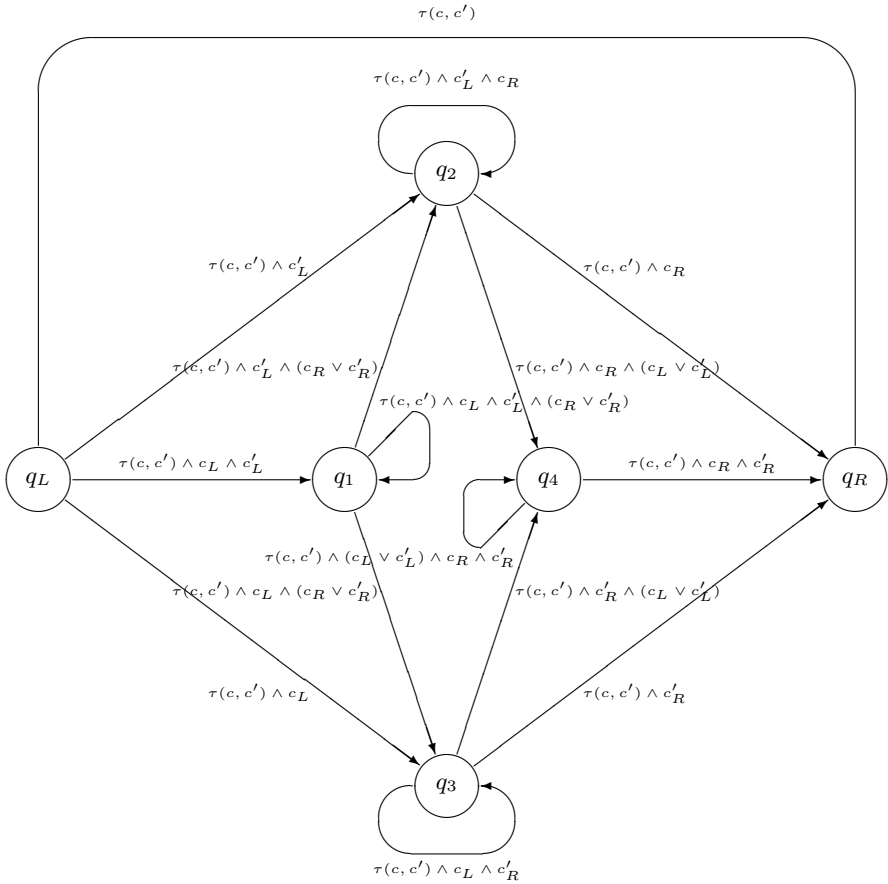 τ(c, c′)
τ(c, c′) ∧ c′_L ∧ c_R
q_2
τ(c, c′) ∧ c′_L
τ(c, c′) ∧ c_R
τ(c, c′) ∧ c′_L ∧ (c_R ∨ c′_R)
τ(c, c′) ∧ c_R ∧ (c_L ∨ c′_L)
τ(c, c′) ∧ c_L ∧ c′_L ∧ (c_R ∨ c′_R)
τ(c, c′) ∧ c_L ∧ c′_L
τ(c, c′) ∧ c_R ∧ c′_R
q_L
q_1
q_4
q_R
τ(c, c′) ∧ (c_L ∨ c′_L) ∧ c_R ∧ c′_R
τ(c, c′) ∧ c_L ∧ (c_R ∨ c′_R)
τ(c, c′) ∧ c′_R ∧ (c_L ∨ c′_L)
τ(c, c′) ∧ c_L
τ(c, c′) ∧ c′_R
q_3
τ(c, c′) ∧ c_L ∧ c′_R